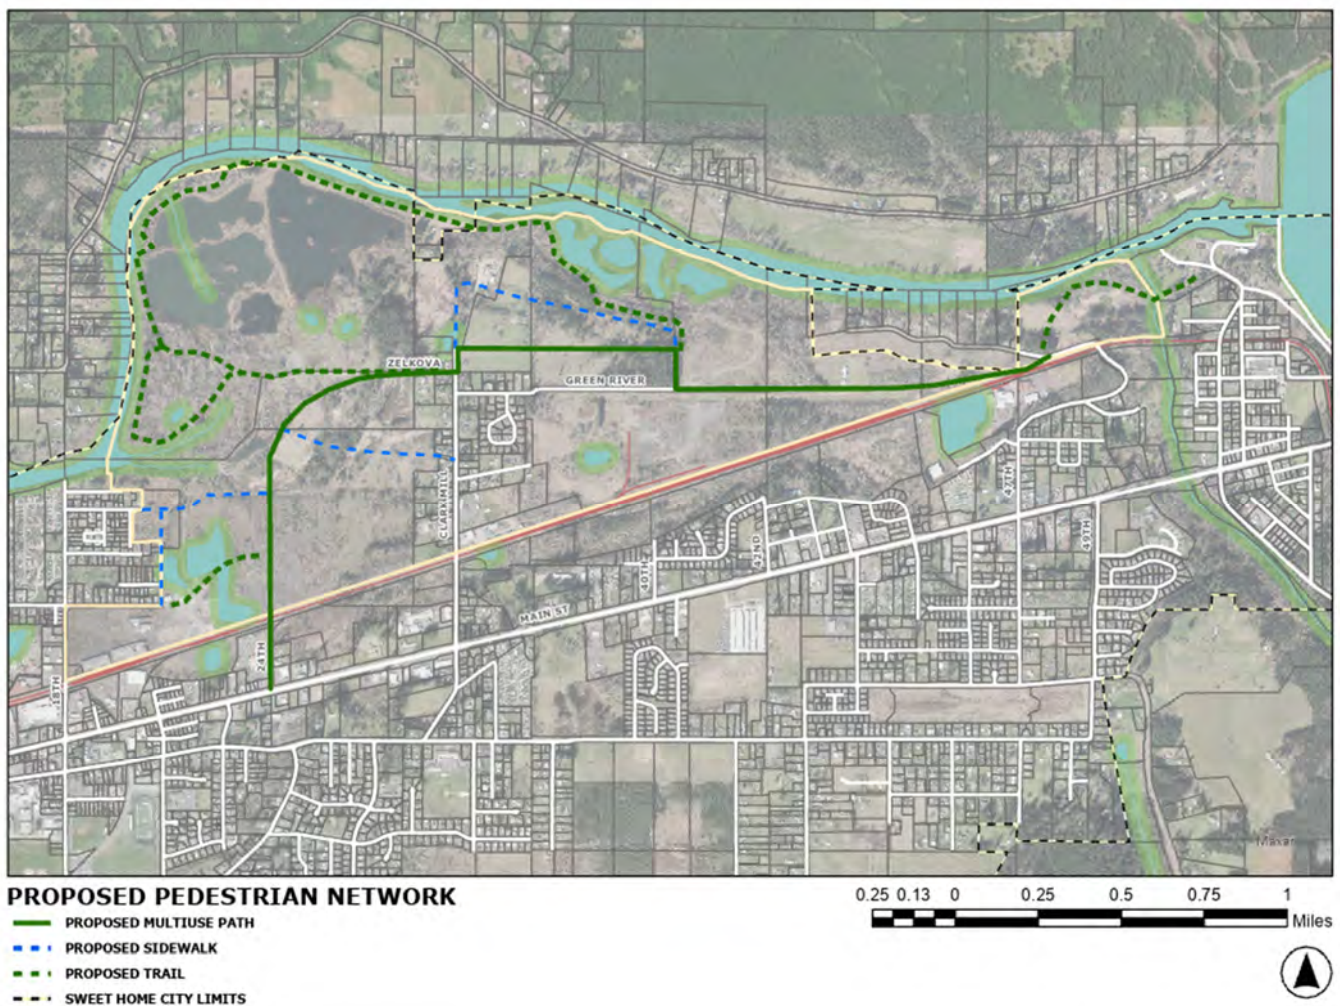 ZELKOVA
GREEN RIVER
CLARKMILL
47TH
49TH
42ND
40TH
MAIN ST
24TH
18TH
Maxar
PROPOSED PEDESTRIAN NETWORK
PROPOSED MULTIUSE PATH
PROPOSED SIDEWALK
PROPOSED TRAIL
SWEET HOME CITY LIMITS
0.25 0.13 0 0.25 0.5 0.75 1
Miles